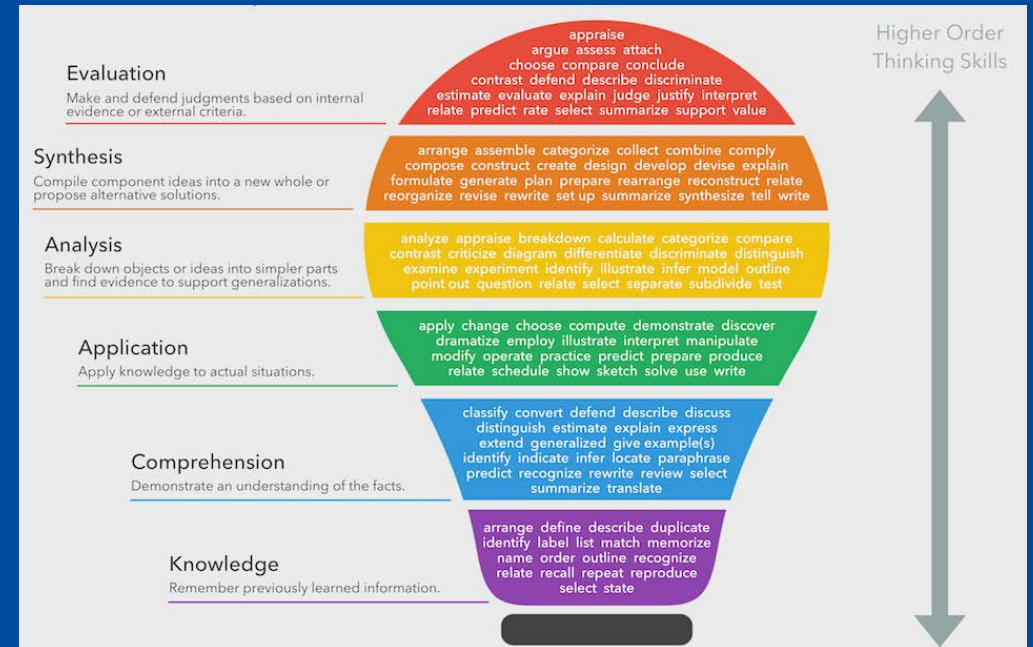 Higher Order
Thinking Skills
Evaluation
Make and defend judgments based on internal
evidence or external criteria.
appraise
argue assess attach
choose compare conclude
contrast defend describe discriminate
estimate evaluate explain judge justify interpret
relate predict rate select summarize support value
Synthesis
Compile component ideas into a new whole or
propose alternative solutions.
arrange assemble categorize collect combine comply
compose construct create design develop devise explain
formulate generate plan prepare rearrange reconstruct relate
reorganize revise rewrite set up summarize synthesize tell write
Analysis
Break down objects or ideas into simpler parts
and find evidence to support generalizations.
analyze appraise breakdown calculate categorize compare
contrast criticize diagram differentiate discriminate distinguish
examine experiment identify illustrate infer model outline
point out question relate select separate subdivide test
Application
Apply knowledge to actual situations.
apply change choose compute demonstrate discover
dramatize employ illustrate interpret manipulate
modify operate practice predict prepare produce
relate schedule show sketch solve use write
Comprehension
Demonstrate an understanding of the facts.
classify convert defend describe discuss
distinguish estimate explain express
extend generalized give example(s)
identify indicate infer locate paraphrase
predict recognize rewrite review select
summarize translate
Knowledge
Remember previously learned information.
arrange define describe duplicate
identify label list match memorize
name order outline recognize
relate recall repeat reproduce
select state